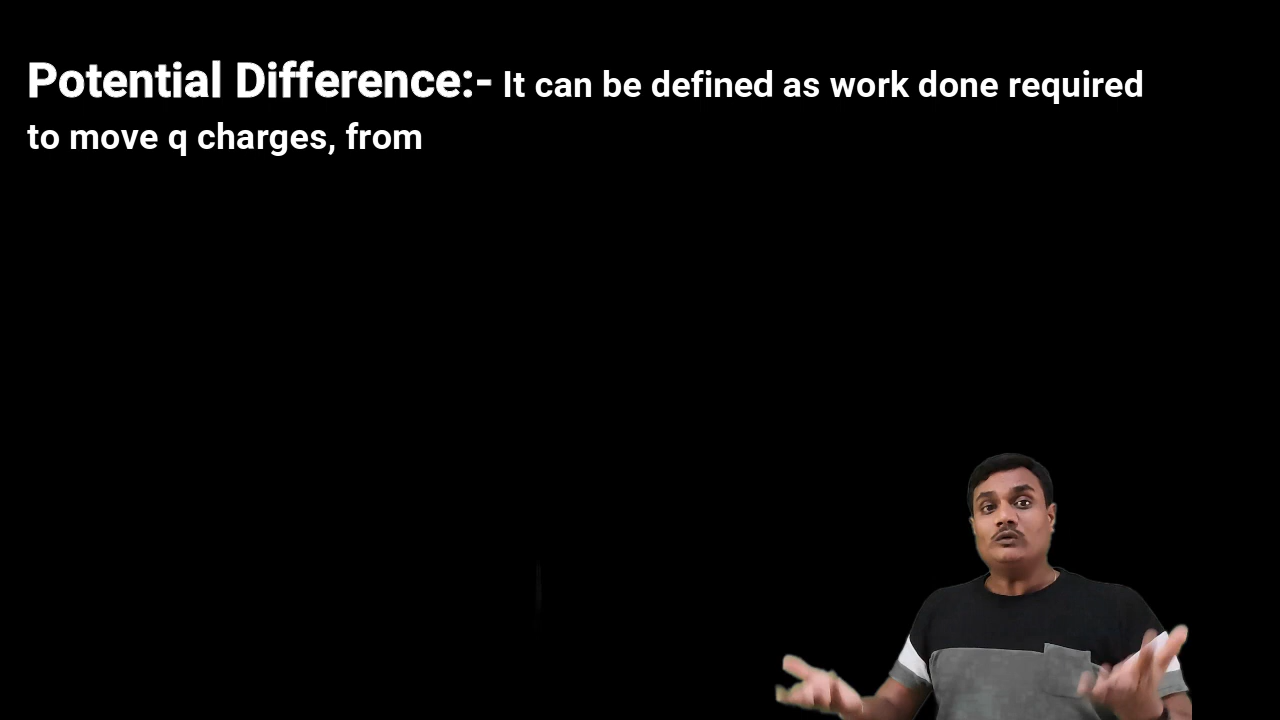 Potential Difference:- It can be defined as work done required
to move q charges, from